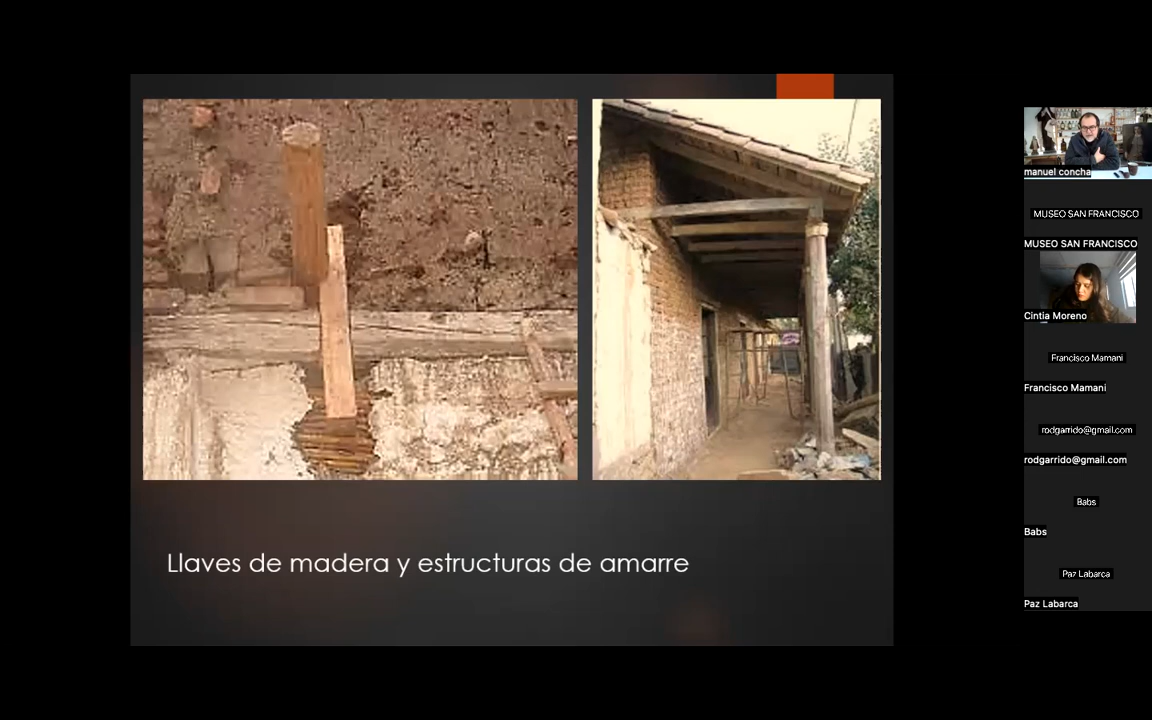 Llaves de madera y estructuras de amarre
manuel concha
MUSEO SAN FRANCISCO
MUSEO SAN FRANCISCO
Cintia Moreno
Francisco Mamani
Francisco Mamani
rodgarrido@gmail.com
rodgarrido@gmail.com
Babs
Babs
Paz Labarca
Paz Labarca